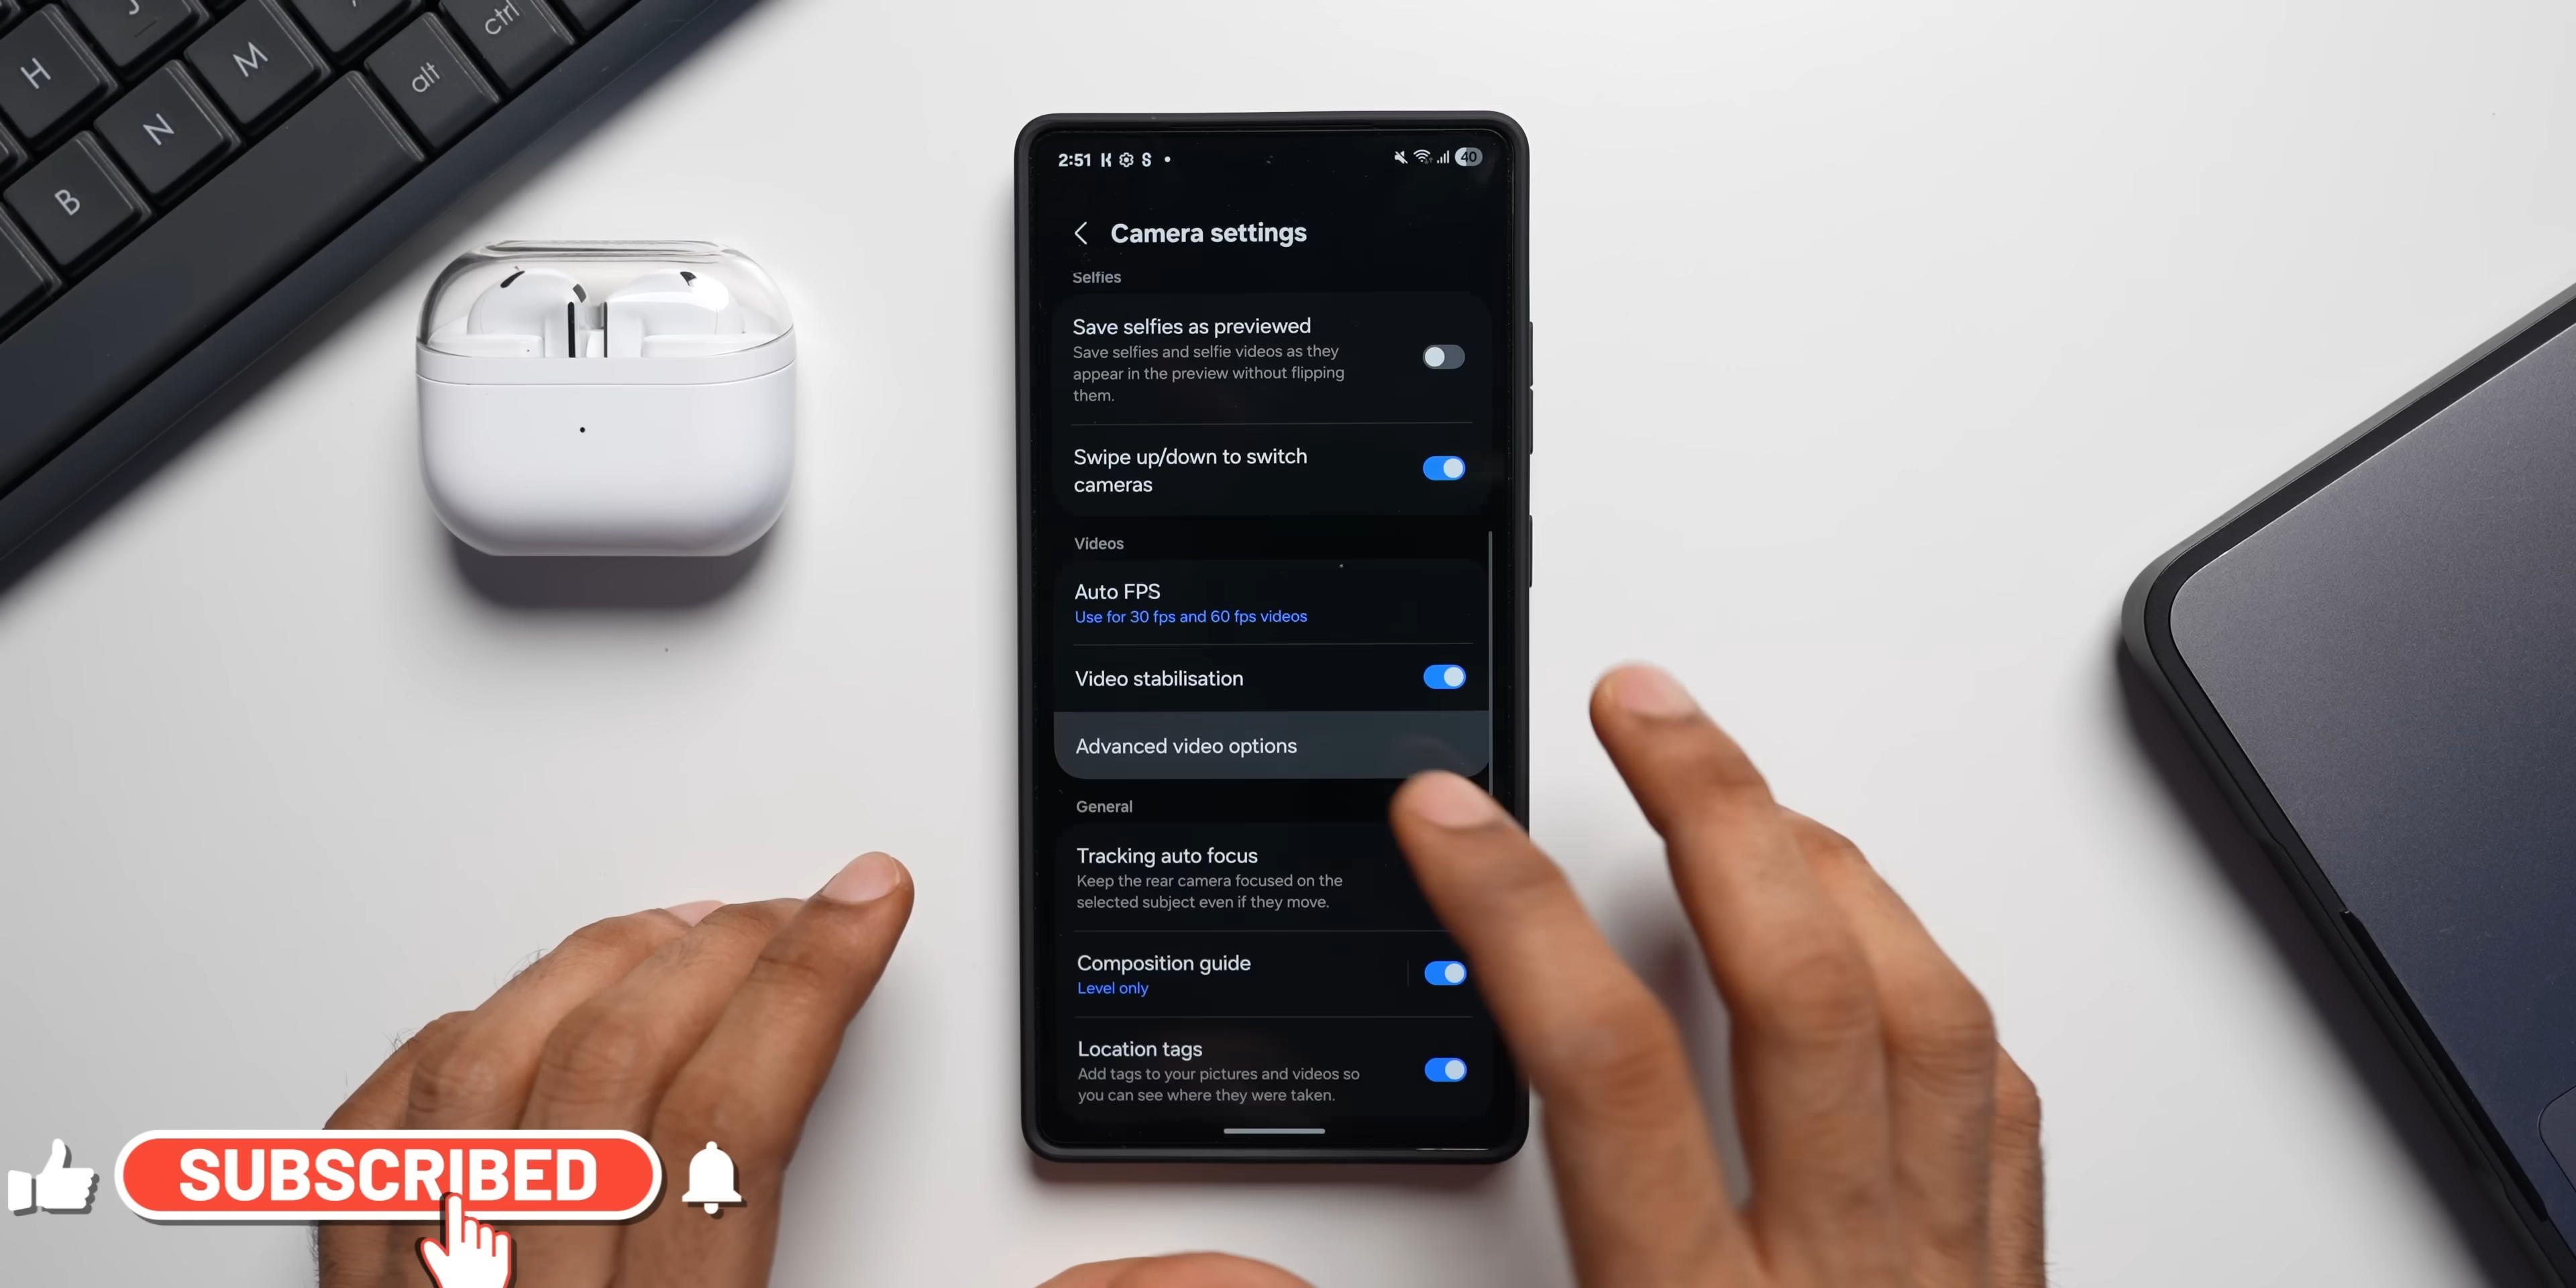 H
N
M
B
alt
ctrl
2:51
40
Camera settings
Selfies
Save selfies as previewed
Save selfies and selfie videos as they
appear in the preview without flipping
them.
Swipe up/down to switch
cameras
Videos
Auto FPS
Use for 30 fps and 60 fps videos
Video stabilisation
Advanced video options
General
Tracking auto focus
Keep the rear camera focused on the
selected subject even if they move.
Composition guide
Level only
Location tags
Add tags to your pictures and videos so
you can see where they were taken.
SUBSCRIBED